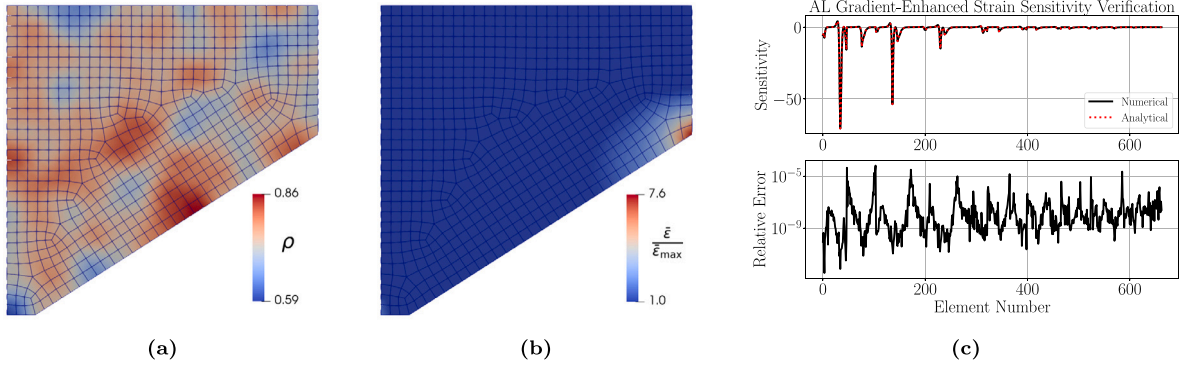 0.86
ρ
0.59
(a)
7.6
ε̄
ε̄max
1.0
(b)
AL Gradient-Enhanced Strain Sensitivity Verification
Sensitivity
0
−50
Numerical
Analytical
0 200 400 600
Relative Error
10⁻⁵
10⁻⁹
0 200 400 600
Element Number
(c)